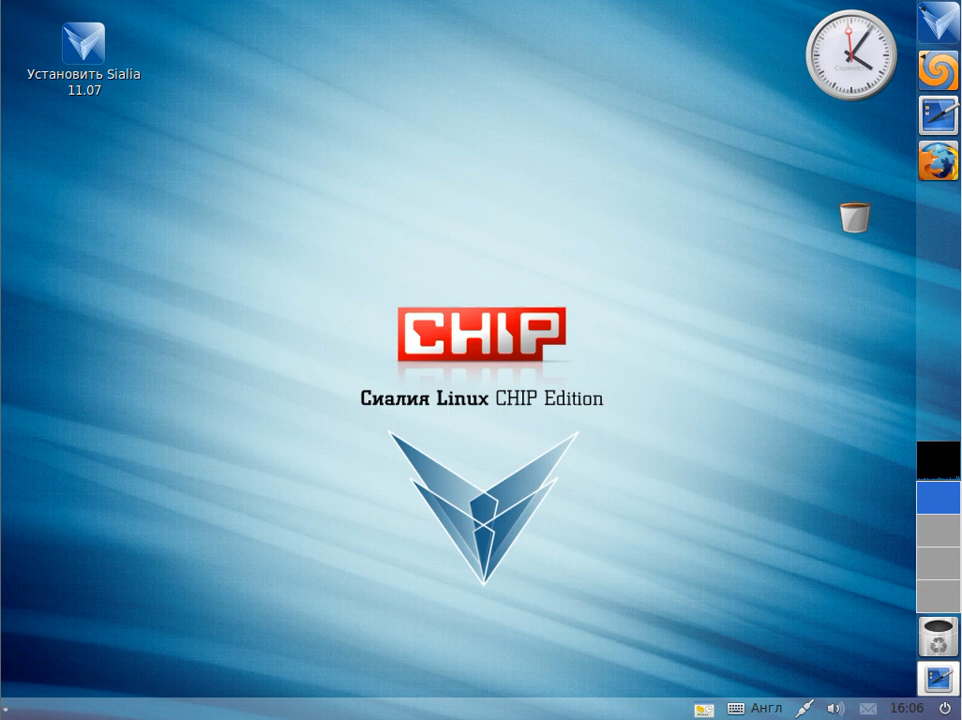 Установить Sialia
11.07
CHIP
Сиалия Linux CHIP Edition
Англ
16:06